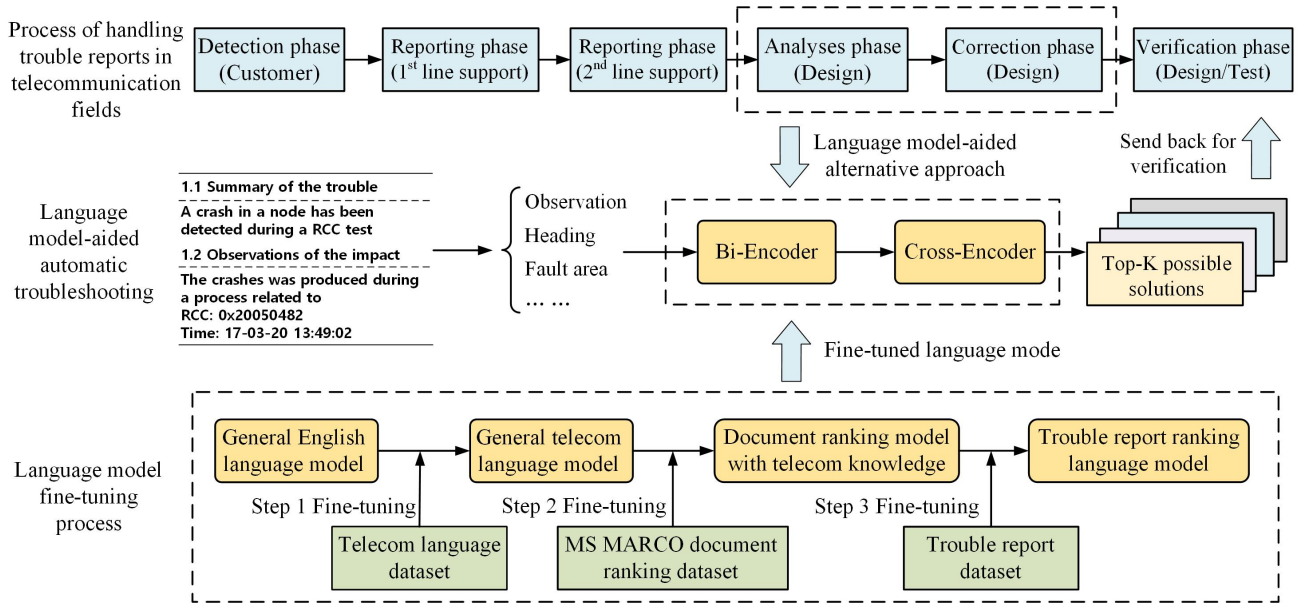 Process of handling
trouble reports in
telecommunication
fields
Detection phase
(Customer)
Reporting phase
(1st line support)
Reporting phase
(2nd line support)
Analyses phase
(Design)
Correction phase
(Design)
Verification phase
(Design/Test)
Language model-aided
alternative approach
Send back for
verification
Language
model-aided
automatic
troubleshooting
1.1 Summary of the trouble
A crash in a node has been
detected during a RCC test
1.2 Observations of the impact
The crashes was produced during
a process related to
RCC: 0x20050482
Time: 17-03-20 13:49:02
Observation
Heading
Fault area
... ...
Bi-Encoder
Cross-Encoder
Top-K possible
solutions
Fine-tuned language mode
Language model
fine-tuning
process
General English
language model
General telecom
language model
Document ranking model
with telecom knowledge
Trouble report ranking
language model
Step 1 Fine-tuning
Step 2 Fine-tuning
Step 3 Fine-tuning
Telecom language
dataset
MS MARCO document
ranking dataset
Trouble report
dataset